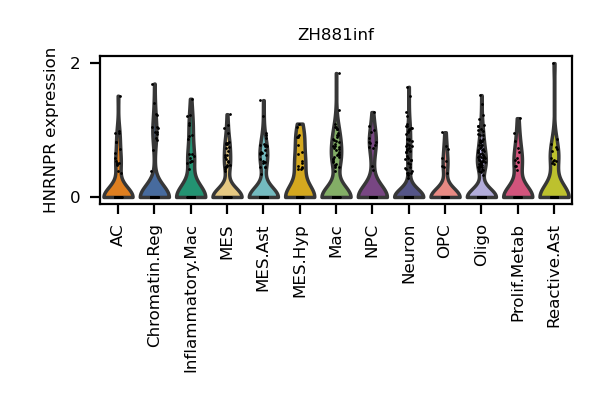 ZH881inf
HNRNPR expression
2
0
AC
Chromatin.Reg
Inflammatory.Mac
MES
MES.Ast
MES.Hyp
Mac
NPC
Neuron
OPC
Oligo
Prolif.Metab
Reactive.Ast